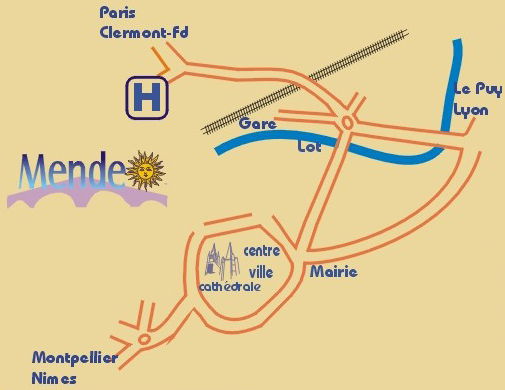 Paris
Clermont-Fd
H
Le Puy
Lyon
Gare
Lot
Mende
centre
ville
cathédrale
Mairie
Montpellier
Nimes